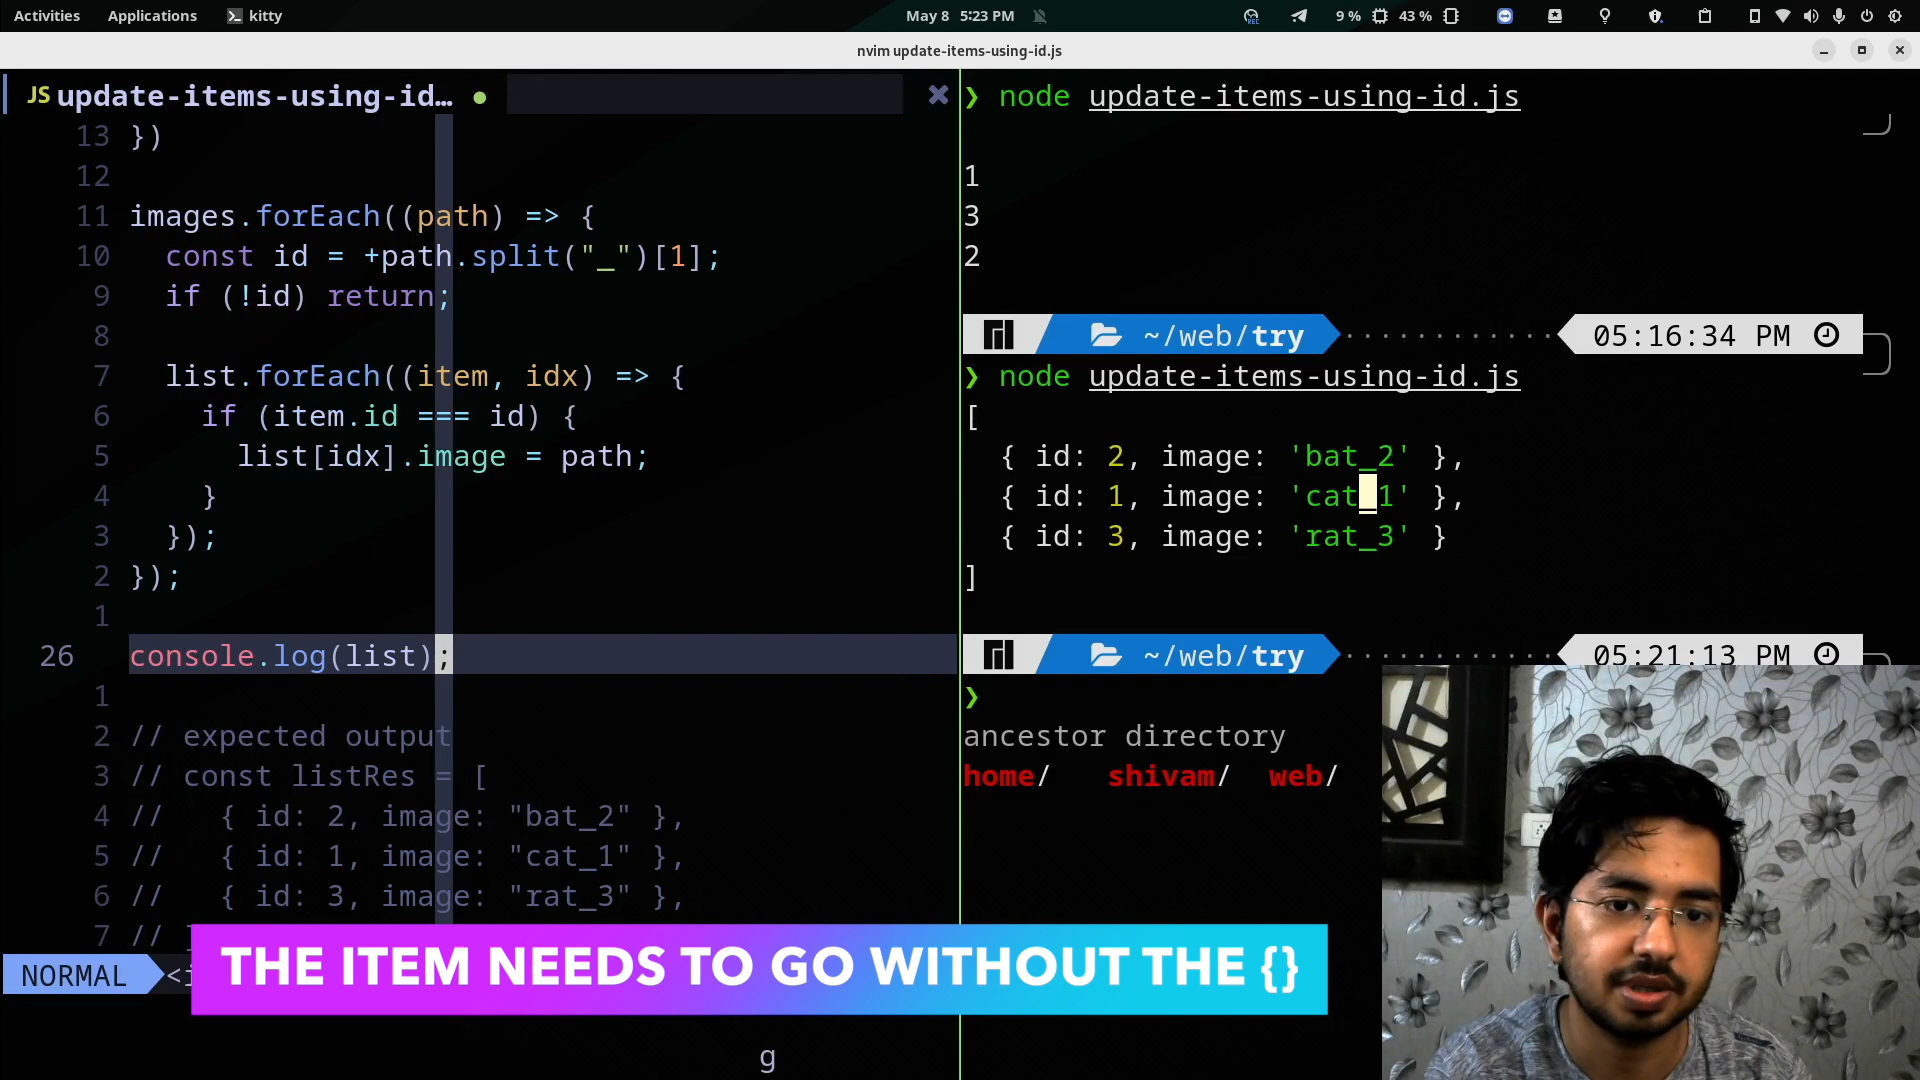 Activities Applications kitty May 8 5:23 PM REC 9 % 43 %
nvim update-items-using-id.js
JS update-items-using-id…
13 })
12
11 images.forEach((path) => {
10 const id = +path.split("_")[1];
9 if (!id) return;
8
7 list.forEach((item, idx) => {
6 if (item.id === id) {
5 list[idx].image = path;
4 }
3 });
2 });
1
26 console.log(list);
1
2 // expected output
3 // const listRes = [
4 // { id: 2, image: "bat_2" },
5 // { id: 1, image: "cat_1" },
6 // { id: 3, image: "rat_3" },
7 //
NORMAL
g
❯ node update-items-using-id.js
1
3
2
~/web/try ············ 05:16:34 PM
❯ node update-items-using-id.js
[
{ id: 2, image: 'bat_2' },
{ id: 1, image: 'cat_1' },
{ id: 3, image: 'rat_3' }
]
~/web/try ············ 05:21:13 PM
❯
ancestor directory
home/ shivam/ web/
THE ITEM NEEDS TO GO WITHOUT THE {}